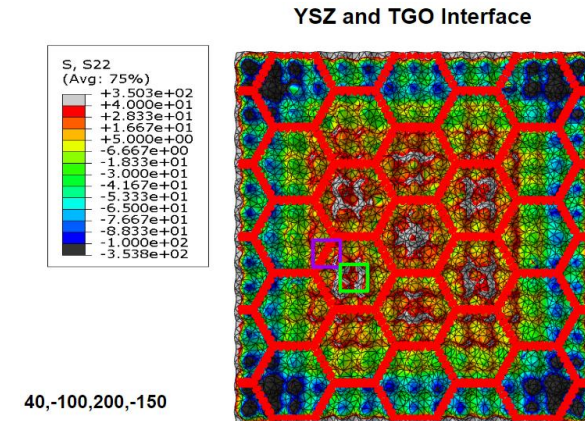 YSZ and TGO Interface
S, S22
(Avg: 75%)
+3.503e+02
+4.000e+01
+2.833e+01
+1.667e+01
+5.000e+00
-6.667e+00
-1.833e+01
-3.000e+01
-4.167e+01
-5.333e+01
-6.500e+01
-7.667e+01
-8.833e+01
-1.000e+02
-3.538e+02
40,-100,200,-150